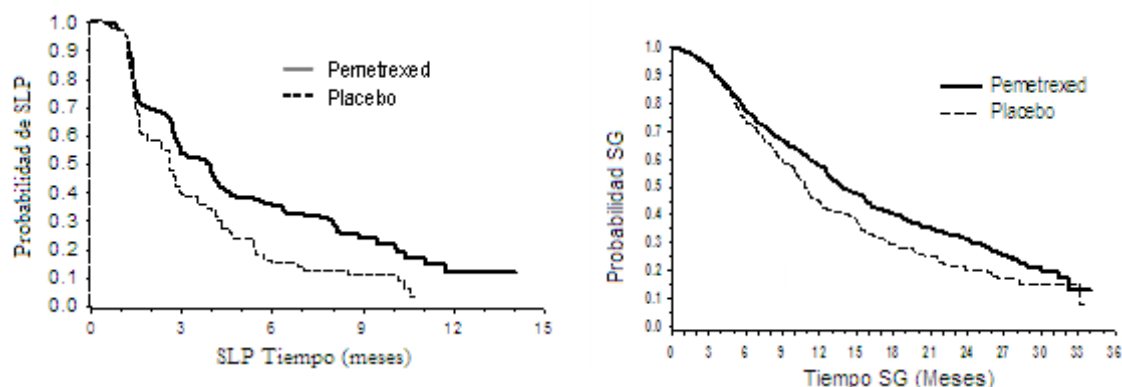 1.0
0.9
0.8
0.7
0.6
0.5
0.4
0.3
0.2
0.1
0.0
Probabilidad de SLP
Pemetrexed
Placebo
0 3 6 9 12 15
SLP Tiempo (meses)
1.0
0.9
0.8
0.7
0.6
0.5
0.4
0.3
0.2
0.1
0.0
Probabilidad SG
Pemetrexed
Placebo
0 3 6 9 12 15 18 21 24 27 30 33 36
Tiempo SG (Meses)